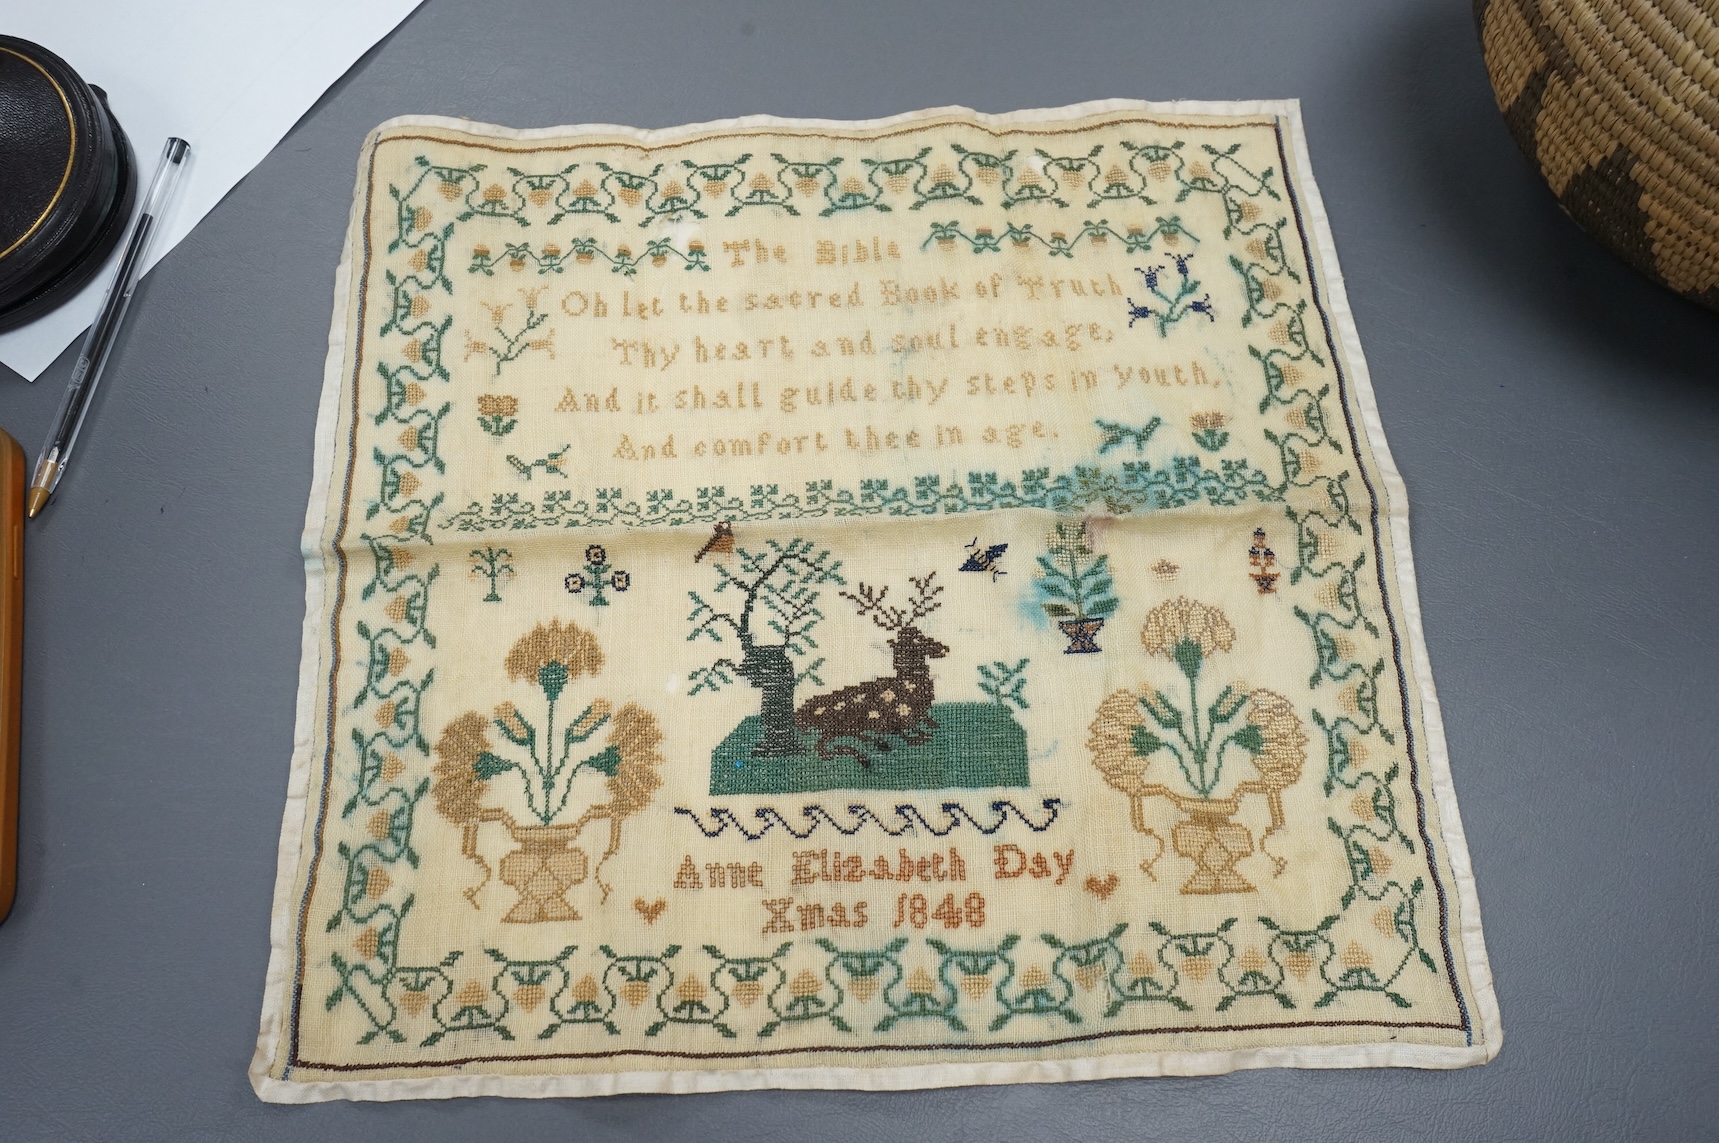 The Bible
Oh let the sacred Book of Truth
Thy heart and soul engage,
And it shall guide thy steps in youth,
And comfort thee in age.
Anne Elizabeth Day
Xmas 1848